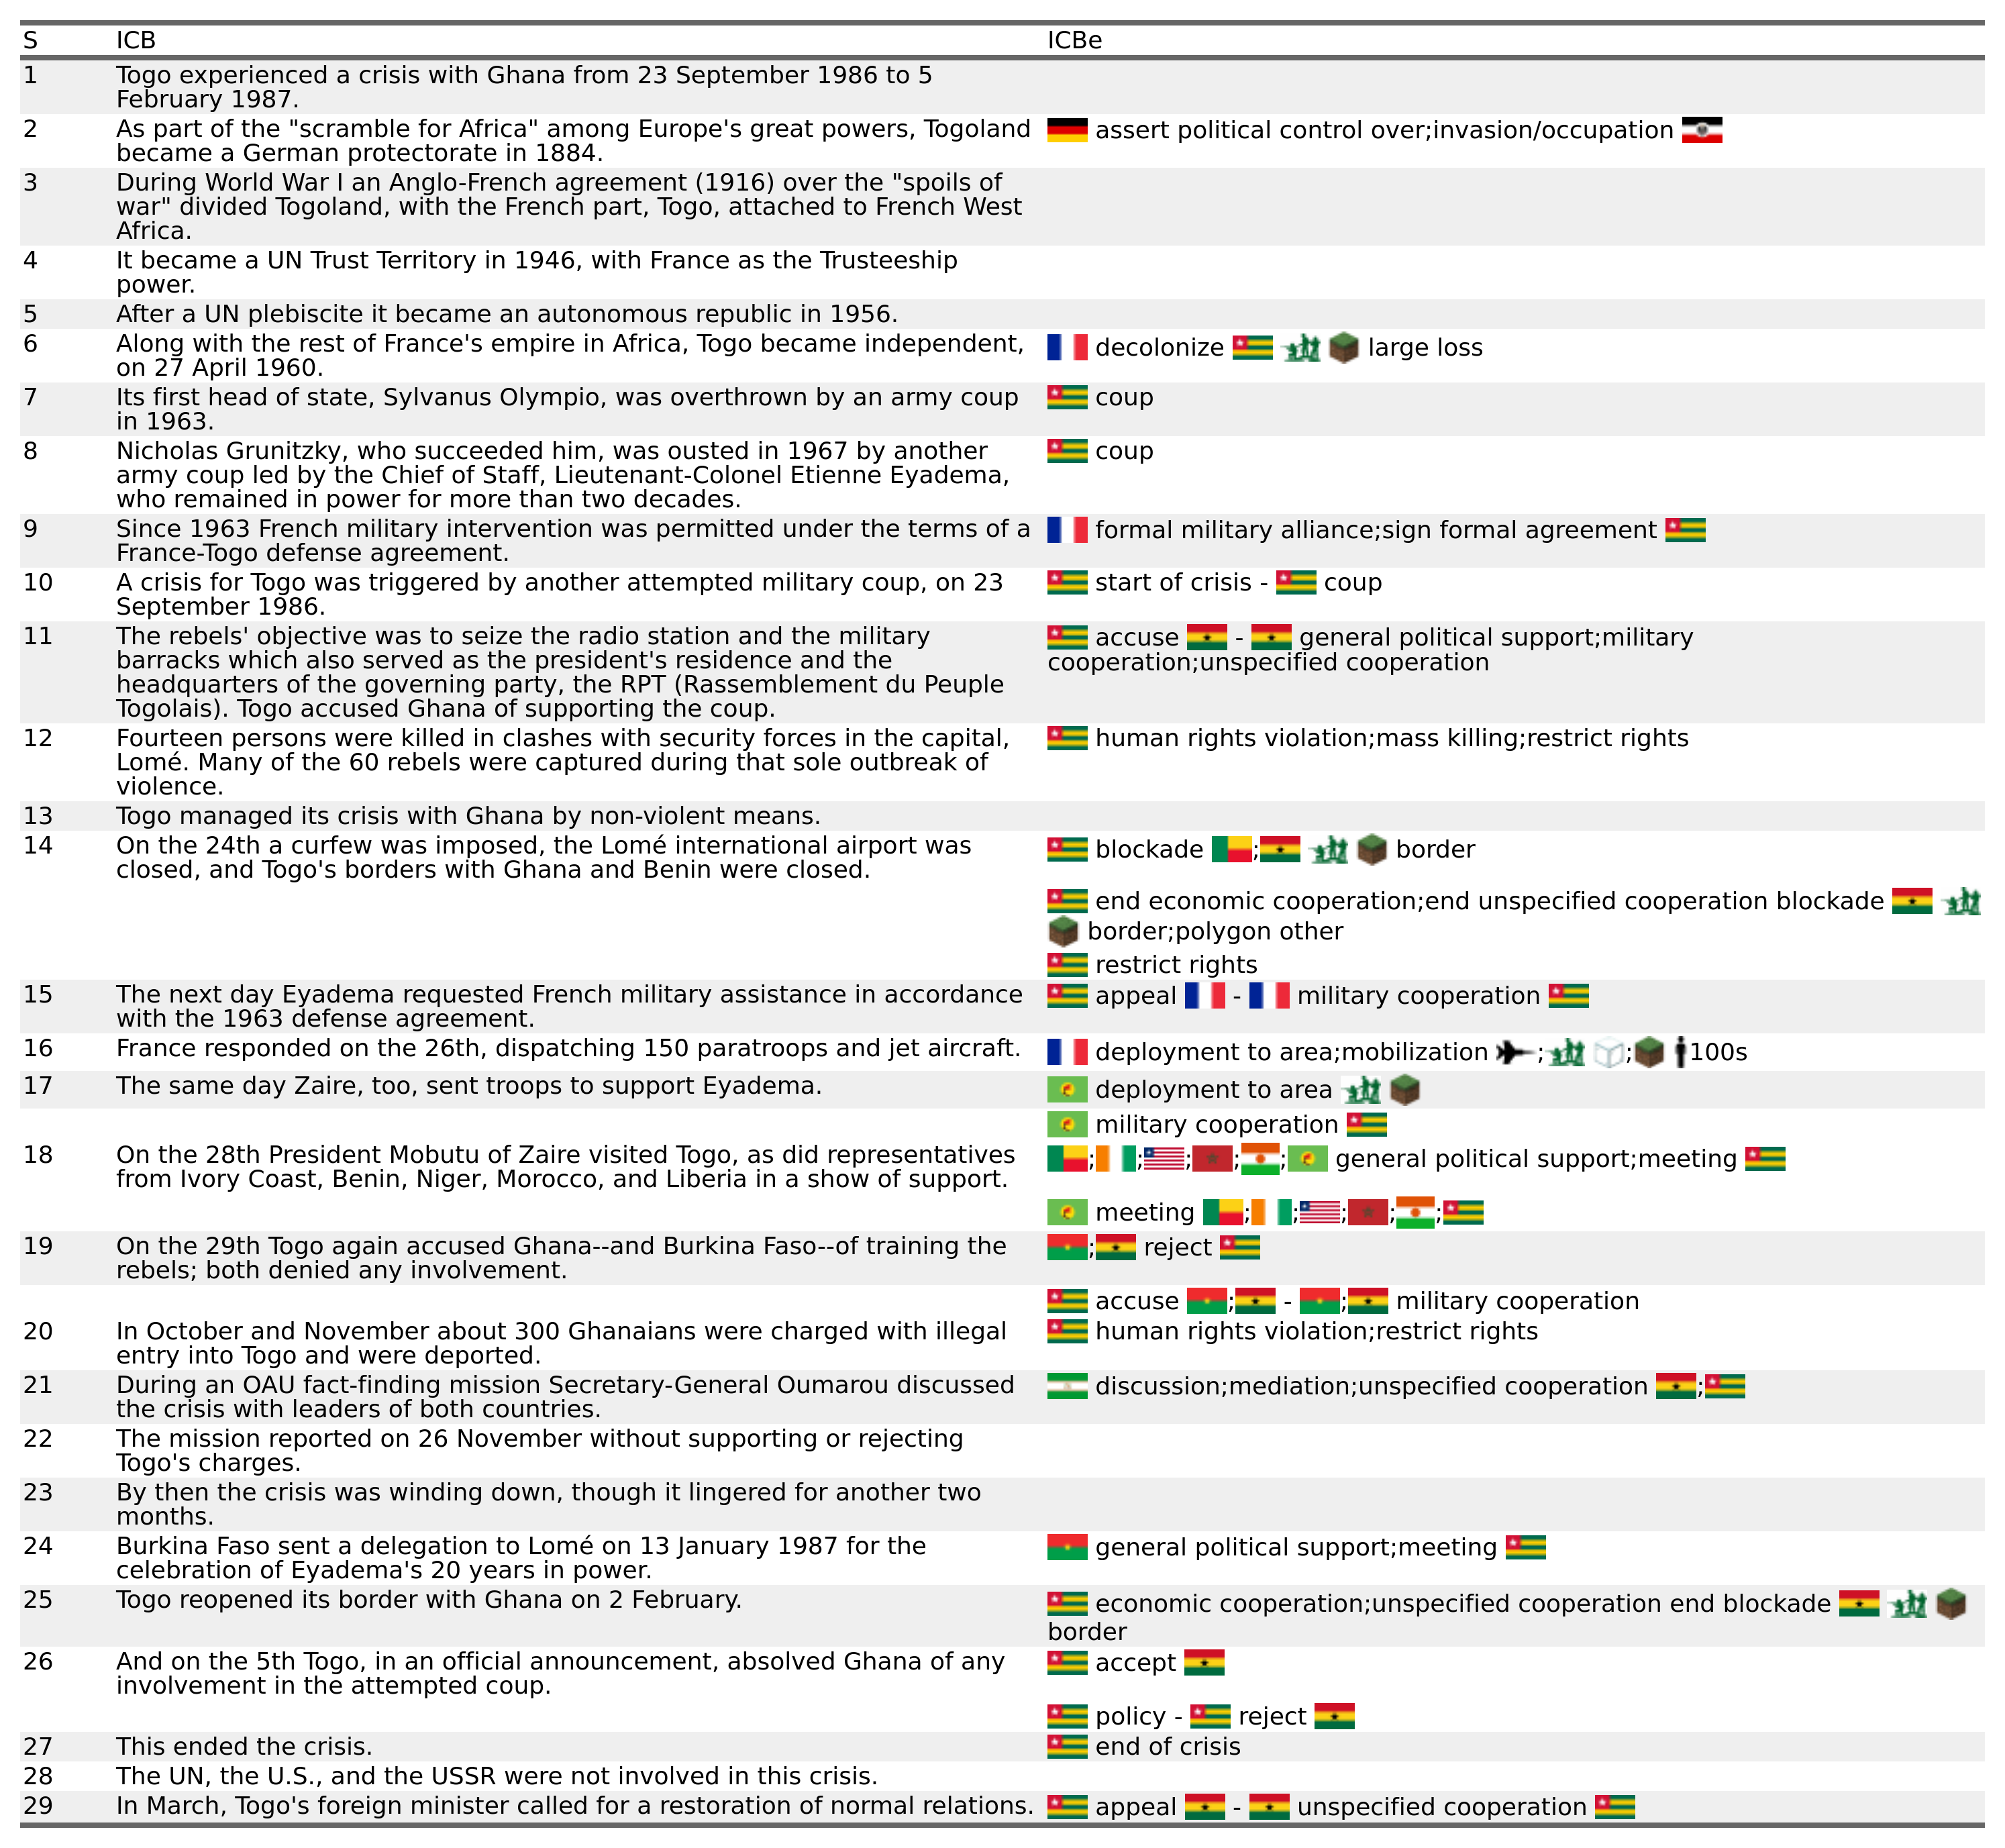 S ICB ICBe
1 Togo experienced a crisis with Ghana from 23 September 1986 to 5
February 1987.
2 As part of the "scramble for Africa" among Europe's great powers, Togoland assert political control over;invasion/occupation
became a German protectorate in 1884.
3 During World War I an Anglo-French agreement (1916) over the "spoils of
war" divided Togoland, with the French part, Togo, attached to French West
Africa.
4 It became a UN Trust Territory in 1946, with France as the Trusteeship
power.
5 After a UN plebiscite it became an autonomous republic in 1956.
6 Along with the rest of France's empire in Africa, Togo became independent, decolonize large loss
on 27 April 1960.
7 Its first head of state, Sylvanus Olympio, was overthrown by an army coup coup
in 1963.
8 Nicholas Grunitzky, who succeeded him, was ousted in 1967 by another coup
army coup led by the Chief of Staff, Lieutenant-Colonel Etienne Eyadema,
who remained in power for more than two decades.
9 Since 1963 French military intervention was permitted under the terms of a formal military alliance;sign formal agreement
France-Togo defense agreement.
10 A crisis for Togo was triggered by another attempted military coup, on 23 start of crisis - coup
September 1986.
11 The rebels' objective was to seize the radio station and the military accuse - general political support;military
barracks which also served as the president's residence and the cooperation;unspecified cooperation
headquarters of the governing party, the RPT (Rassemblement du Peuple
Togolais). Togo accused Ghana of supporting the coup.
12 Fourteen persons were killed in clashes with security forces in the capital, human rights violation;mass killing;restrict rights
Lomé. Many of the 60 rebels were captured during that sole outbreak of
violence.
13 Togo managed its crisis with Ghana by non-violent means.
14 On the 24th a curfew was imposed, the Lomé international airport was blockade ; border
closed, and Togo's borders with Ghana and Benin were closed.
end economic cooperation;end unspecified cooperation blockade
border;polygon other
restrict rights
15 The next day Eyadema requested French military assistance in accordance appeal - military cooperation
with the 1963 defense agreement.
16 France responded on the 26th, dispatching 150 paratroops and jet aircraft. deployment to area;mobilization ; ; 100s
17 The same day Zaire, too, sent troops to support Eyadema. deployment to area
military cooperation
18 On the 28th President Mobutu of Zaire visited Togo, as did representatives ; ; ; ; ; general political support;meeting
from Ivory Coast, Benin, Niger, Morocco, and Liberia in a show of support.
meeting ; ; ; ; ;
19 On the 29th Togo again accused Ghana--and Burkina Faso--of training the ; reject
rebels; both denied any involvement.
accuse ; - ; military cooperation
20 In October and November about 300 Ghanaians were charged with illegal human rights violation;restrict rights
entry into Togo and were deported.
21 During an OAU fact-finding mission Secretary-General Oumarou discussed discussion;mediation;unspecified cooperation ;
the crisis with leaders of both countries.
22 The mission reported on 26 November without supporting or rejecting
Togo's charges.
23 By then the crisis was winding down, though it lingered for another two
months.
24 Burkina Faso sent a delegation to Lomé on 13 January 1987 for the general political support;meeting
celebration of Eyadema's 20 years in power.
25 Togo reopened its border with Ghana on 2 February. economic cooperation;unspecified cooperation end blockade
border
26 And on the 5th Togo, in an official announcement, absolved Ghana of any accept
involvement in the attempted coup.
policy - reject
27 This ended the crisis. end of crisis
28 The UN, the U.S., and the USSR were not involved in this crisis.
29 In March, Togo's foreign minister called for a restoration of normal relations. appeal - unspecified cooperation